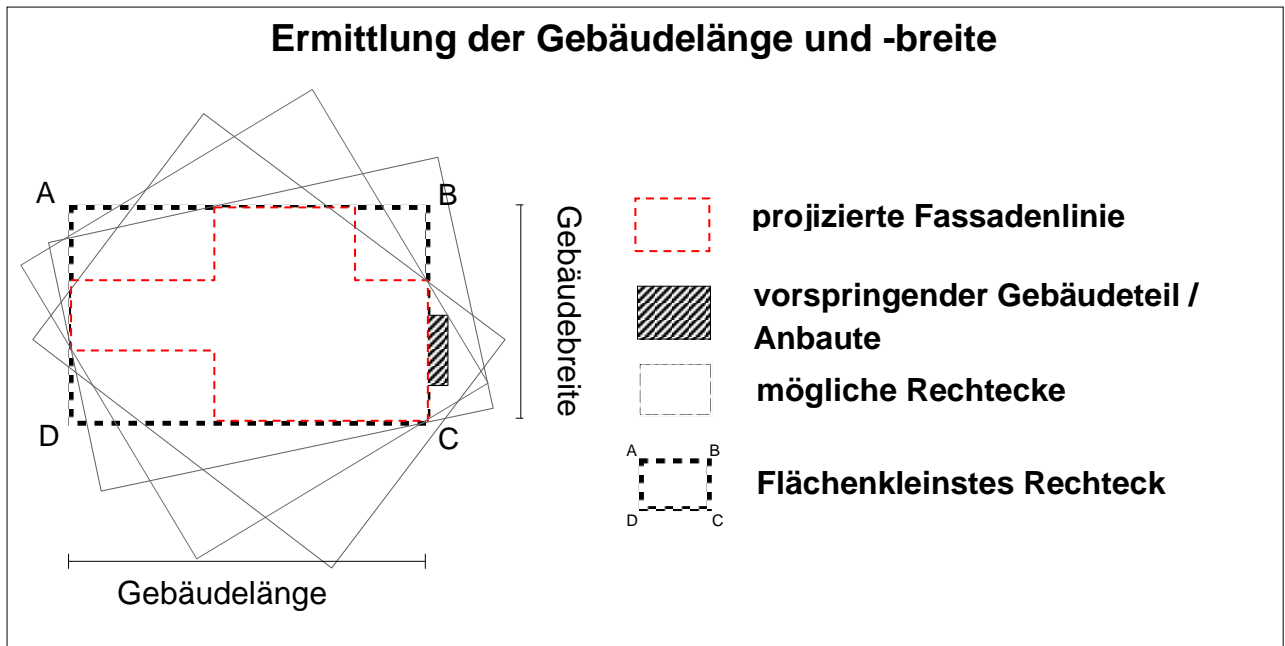 Ermittlung der Gebäudelänge und -breite
A
B
D
C
Gebäudebreite
Gebäudelänge
projizierte Fassadenlinie
vorspringender Gebäudeteil /
Anbaute
mögliche Rechtecke
A B
D C
Flächenkleinstes Rechteck